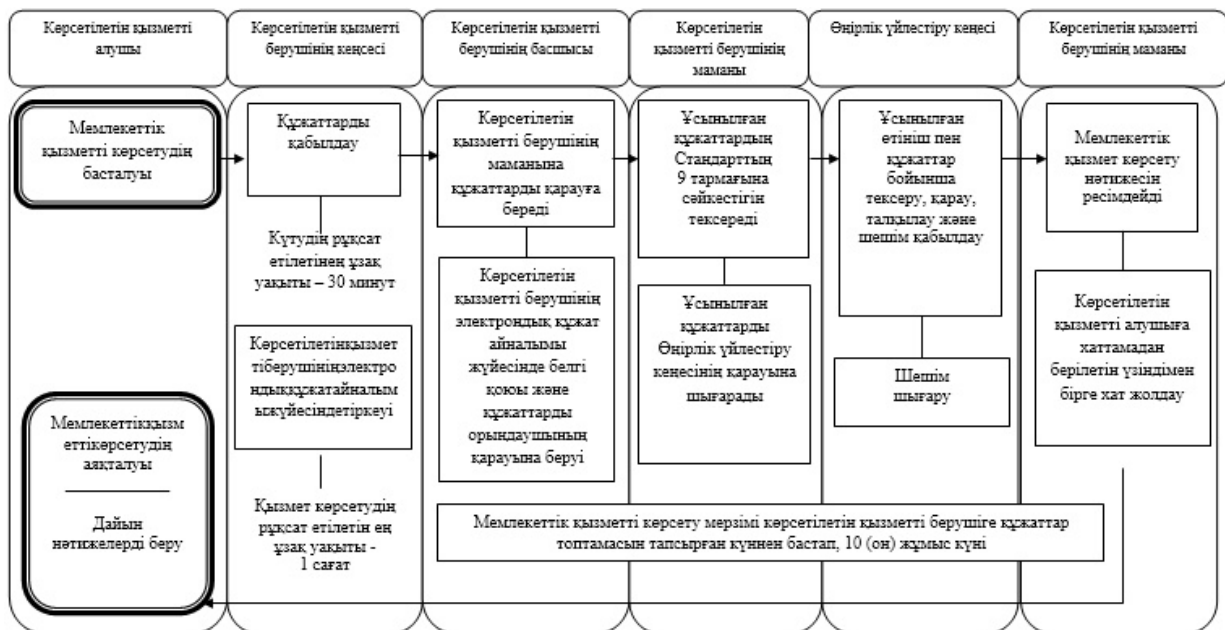 Көрсетілетін қызметті
алушы
Көрсетілетін қызметті
берушінің кеңсесі
Көрсетілетін қызметті
берушінің басшысы
Көрсетілетін
қызметті берушінің
маманы
Өңірлік үйлестіру кеңесі
Көрсетілетін қызметті
берушінің маманы
Мемлекеттік
қызметті көрсетудің
басталуы
Мемлекеттікқызм
еттікөрсетудің
аяқталуы
Дайын
нәтижелерді беру
Құжаттарды
қабылдау
Күтудің рұқсат
етілетінең ұзақ
уақыты – 30 минут
Көрсетілетінқызмет
тіберушініңэлектро
ндыққұжатайналым
ыжүйесіндетіркеуі
Қызмет көрсетудің
рұқсат етілетін ең
ұзақ уақыты -
1 сағат
Көрсетілетін
қызметті берушінің
маманына
құжаттарды қарауға
береді
Көрсетілетін
қызметті берушінің
электрондық құжат
айналымы
жүйесінде белгі
қоюы және
құжаттарды
орындаушының
қарауына беруі
Ұсынылған
құжаттардың
Стандарттың
9 тармағына
сәйкестігін
тексереді
Ұсынылған
құжаттарды
Өңірлік үйлестіру
кеңесінің қарауына
шығарады
Ұсынылған
өтініш пен
құжаттар
бойынша
тексеру, қарау,
талқылау және
шешім қабылдау
Шешім
шығару
Мемлекеттік
қызмет көрсету
нәтижесін
ресімдейді
Көрсетілетін
қызметті алушыға
хаттамадан
берілетін үзіндімен
бірге хат жолдау
Мемлекеттік қызметті көрсету мерзімі көрсетілетін қызметті берушіге құжаттар
топтамасын тапсырған күннен бастап, 10 (он) жұмыс күні